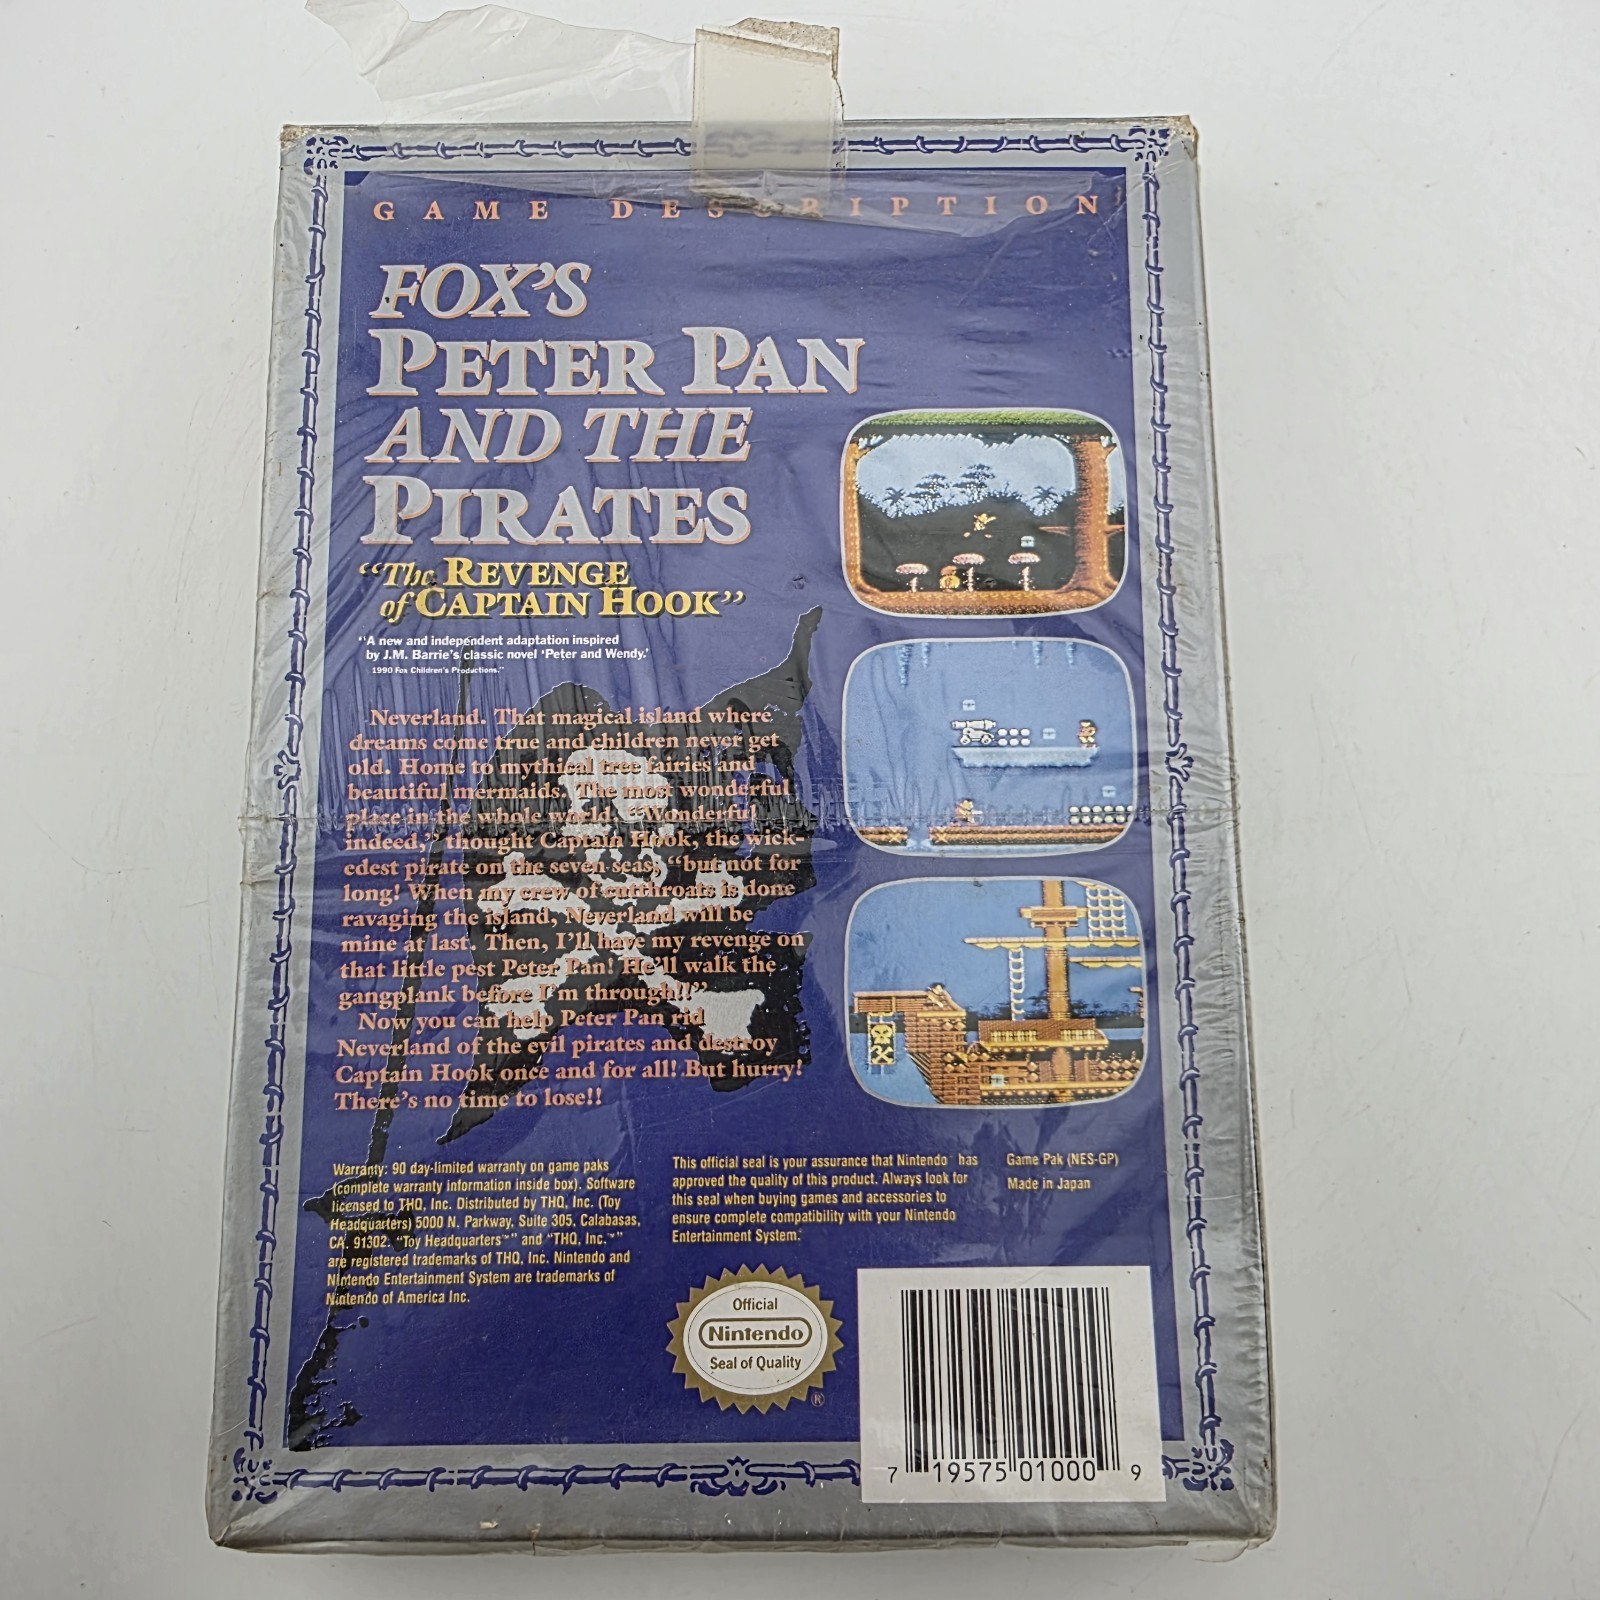 GAME DESCRIPTION
FOX'S
PETER PAN
AND THE
PIRATES
“The REVENGE
of CAPTAIN HOOK”
“A new and independent adaptation inspired
by J.M. Barrie's classic novel ‘Peter and Wendy.’
1990 Fox Children's Productions.”
Neverland. That magical island where
dreams come true and children never get
old. Home to mythical tree fairies and
beautiful mermaids. The most wonderful
place in the whole world. “Wonderful
indeed,” thought Captain Hook, the wick-
edest pirate on the seven seas, “but not for
long! When my crew of cutthroats is done
ravaging the island, Neverland will be
mine at last. Then, I'll have my revenge on
that little pest Peter Pan! He'll walk the
gangplank before I'm through!!”
Now you can help Peter Pan rid
Neverland of the evil pirates and destroy
Captain Hook once and for all! But hurry!
There's no time to lose!!
Warranty: 90 day-limited warranty on game paks
(complete warranty information inside box). Software
licensed to THQ, Inc. Distributed by THQ, Inc. (Toy
Headquarters) 5000 N. Parkway, Suite 305, Calabasas,
CA. 91302. “Toy Headquarters™” and “THQ, Inc.™”
are registered trademarks of THQ, Inc. Nintendo and
Nintendo Entertainment System are trademarks of
Nintendo of America Inc.
This official seal is your assurance that Nintendo® has
approved the quality of this product. Always look for
this seal when buying games and accessories to
ensure complete compatibility with your Nintendo
Entertainment System.®
Game Pak (NES-GP)
Made in Japan
Official
Nintendo
Seal of Quality
®
7 19575 01000 9